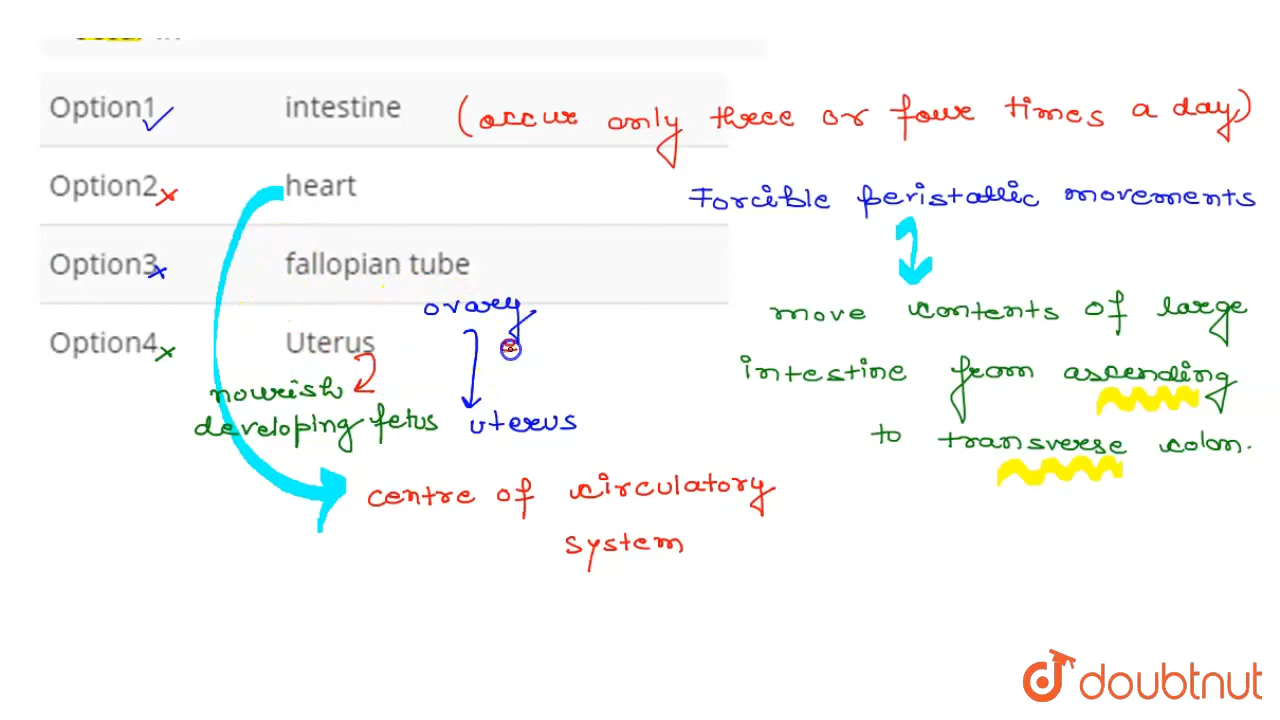 Option1 intestine (occur only three or four times a day)
Option2 heart Forcible peristaltic movements
Option3 fallopian tube
ovary
move contents of large
Option4 Uterus
nourish intestine from ascending
developing fetus uterus
to transverse colon.
centre of circulatory
system
doubtnut